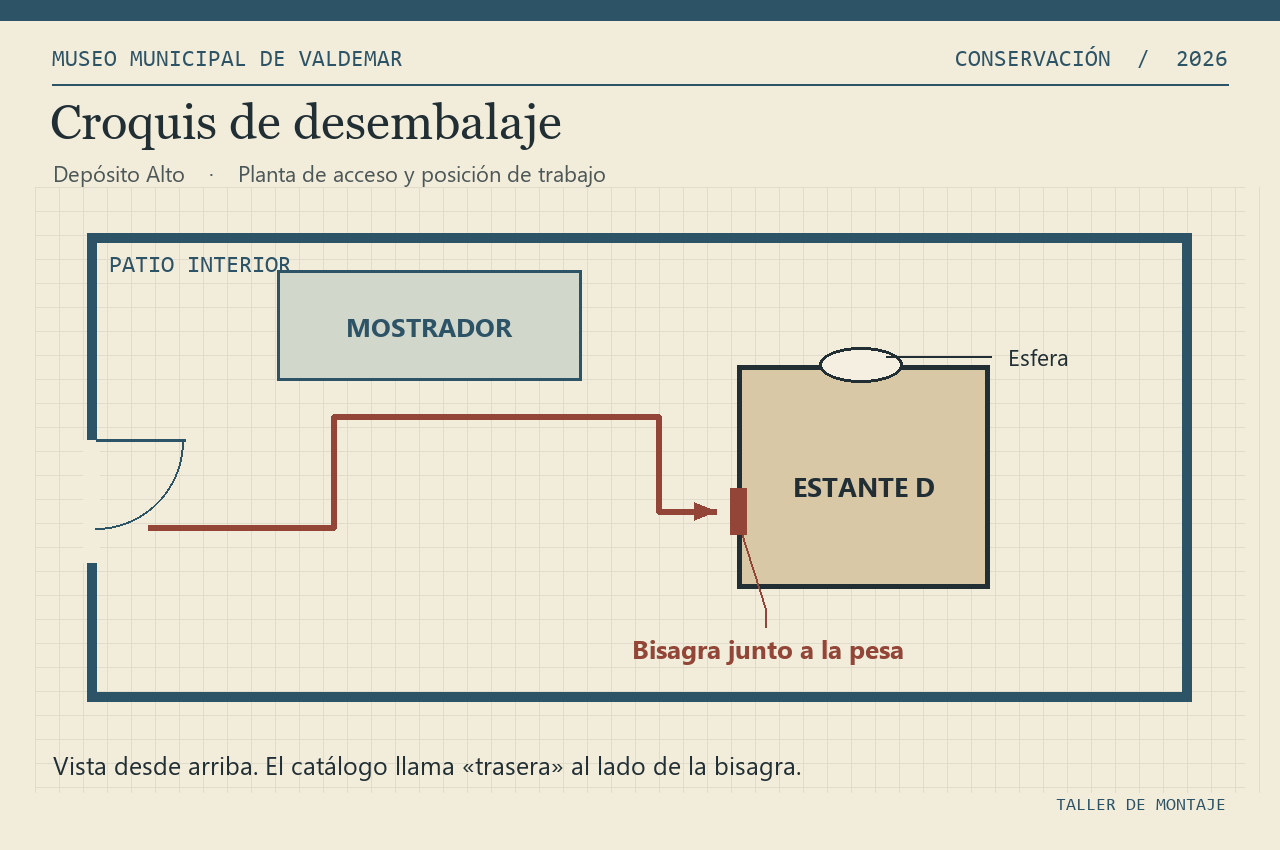 MUSEO MUNICIPAL DE VALDEMAR
CONSERVACIÓN / 2026
Croquis de desembalaje
Depósito Alto · Planta de acceso y posición de trabajo
PATIO INTERIOR
MOSTRADOR
Esfera
ESTANTE D
Bisagra junto a la pesa
Vista desde arriba. El catálogo llama «trasera» al lado de la bisagra.
TALLER DE MONTAJE